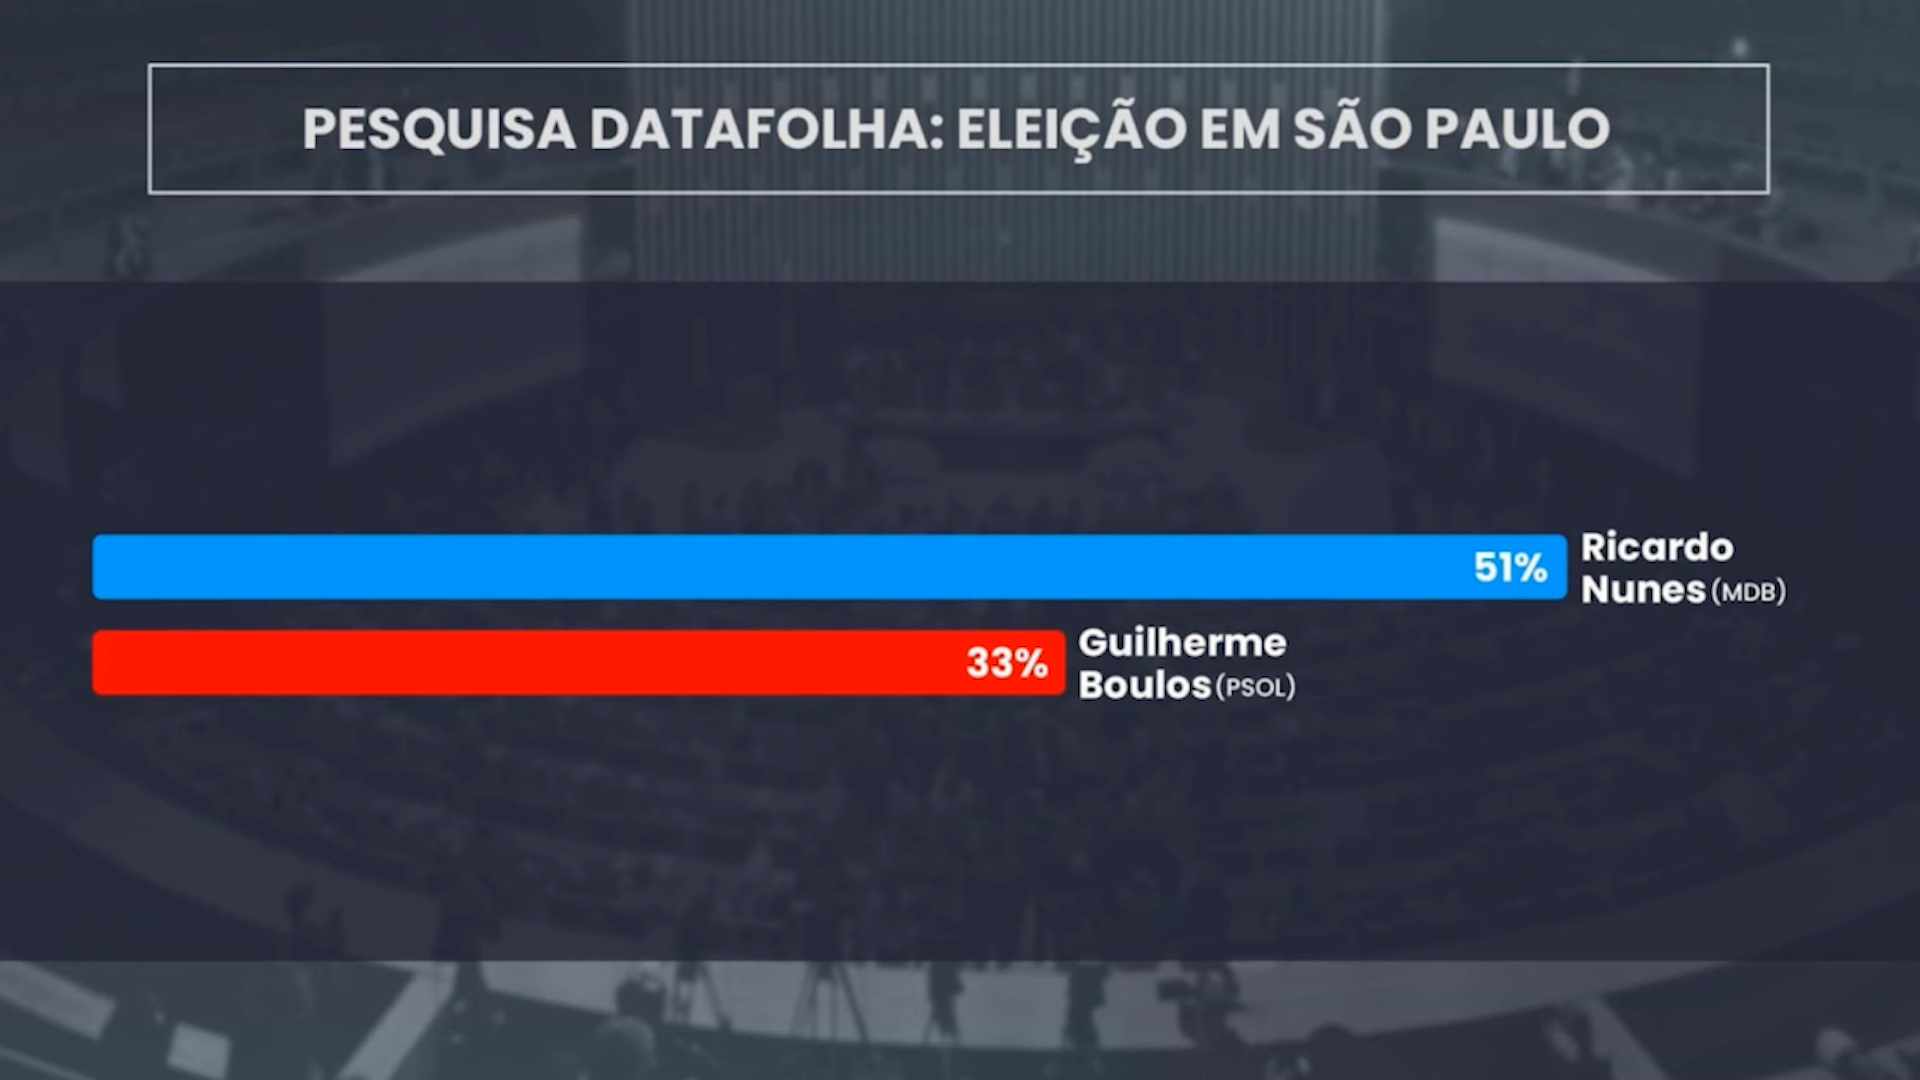 PESQUISA DATAFOLHA: ELEIÇÃO EM SÃO PAULO
51%
Ricardo
Nunes (MDB)
33%
Guilherme
Boulos (PSOL)